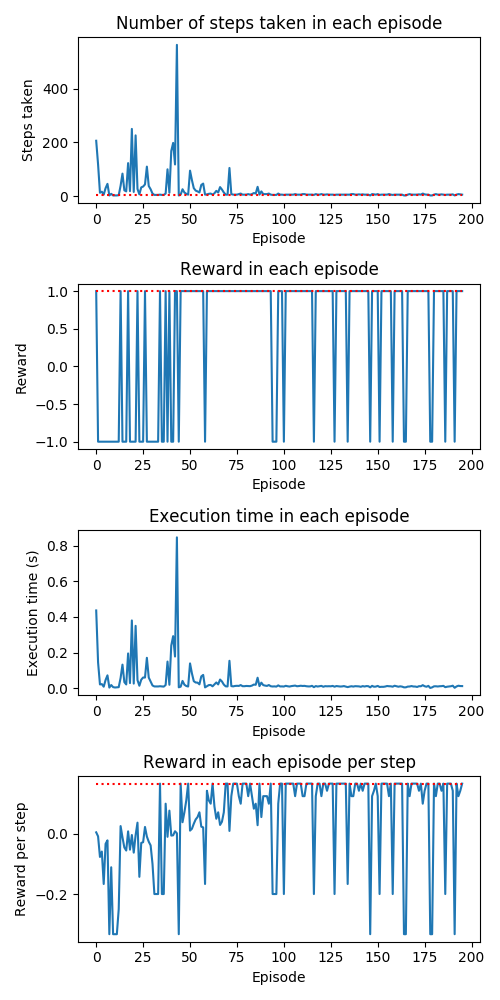 Number of steps taken in each episode
400
200
0
Steps taken
0 25 50 75 100 125 150 175 200
Episode
Reward in each episode
1.0
0.5
0.0
−0.5
−1.0
Reward
0 25 50 75 100 125 150 175 200
Episode
Execution time in each episode
0.8
0.6
0.4
0.2
0.0
Execution time (s)
0 25 50 75 100 125 150 175 200
Episode
Reward in each episode per step
0.0
−0.2
Reward per step
0 25 50 75 100 125 150 175 200
Episode